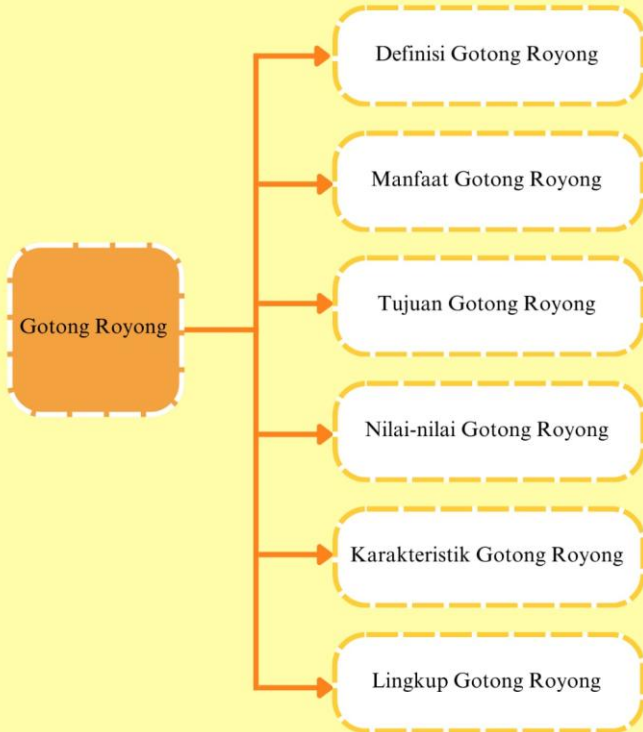 Gotong Royong
Definisi Gotong Royong
Manfaat Gotong Royong
Tujuan Gotong Royong
Nilai-nilai Gotong Royong
Karakteristik Gotong Royong
Lingkup Gotong Royong